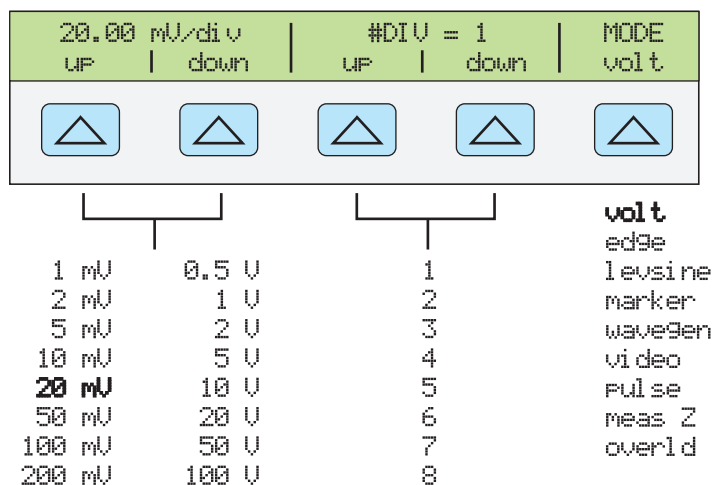 20.00 mV/div #DIV = 1 MODE
up down up down volt
volt
edge
1 mV 0.5 V 1 levsine
2 mV 1 V 2 marker
5 mV 2 V 3 wavegen
10 mV 5 V 4 video
20 mV 10 V 5 pulse
50 mV 20 V 6 meas Z
100 mV 50 V 7 overld
200 mV 100 V 8